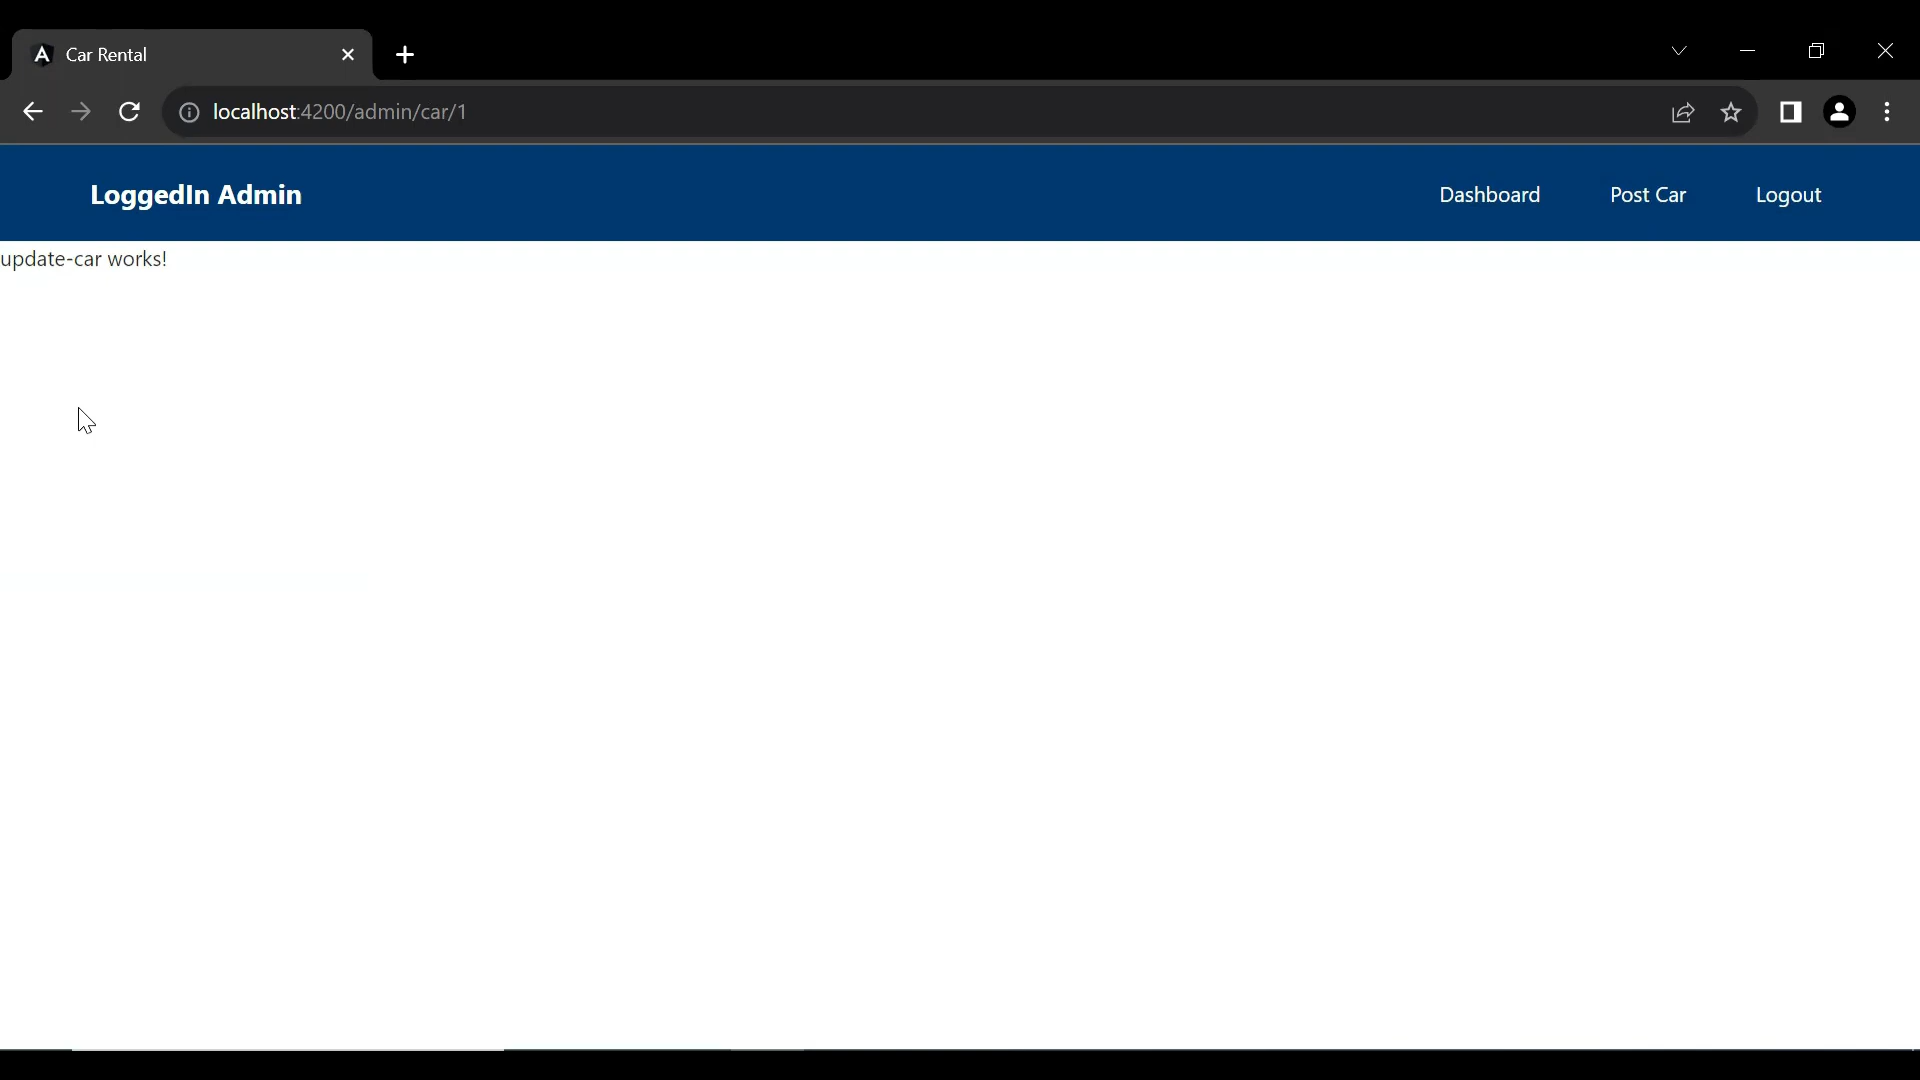 Car Rental
localhost:4200/admin/car/1
LoggedIn Admin
Dashboard
Post Car
Logout
update-car works!